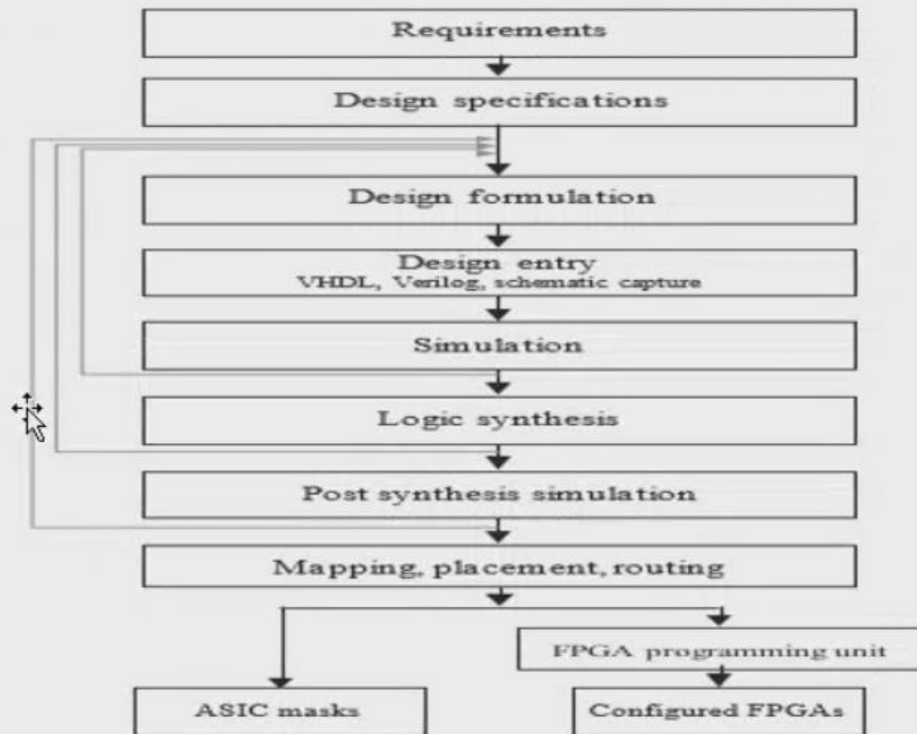 Requirements
Design specifications
Design formulation
Design entry
VHDL, Verilog, schematic capture
Simulation
Logic synthesis
Post synthesis simulation
Mapping, placement, routing
FPGA programming unit
ASIC masks
Configured FPGAs